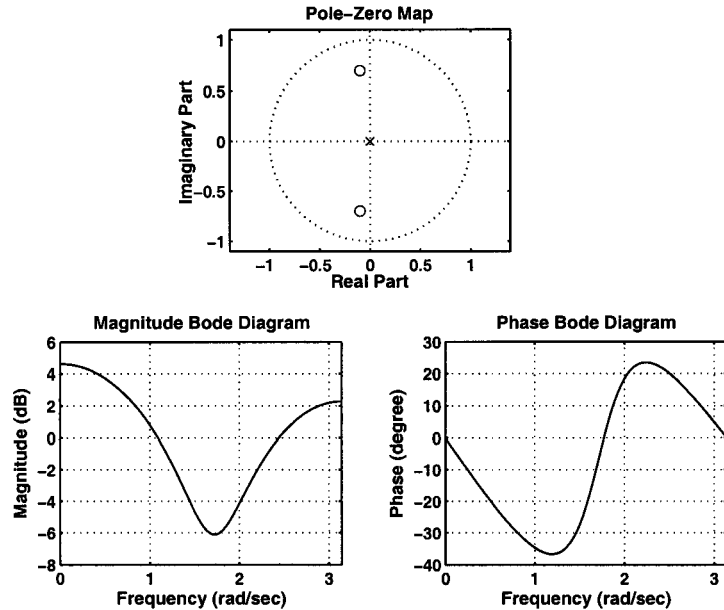 Pole−Zero Map
Imaginary Part
1
0.5
0
−0.5
−1
−1 −0.5 0 0.5 1
Real Part
Magnitude Bode Diagram
Magnitude (dB)
6
4
2
0
−2
−4
−6
−8
0 1 2 3
Frequency (rad/sec)
Phase Bode Diagram
Phase (degree)
30
20
10
0
−10
−20
−30
−40
0 1 2 3
Frequency (rad/sec)